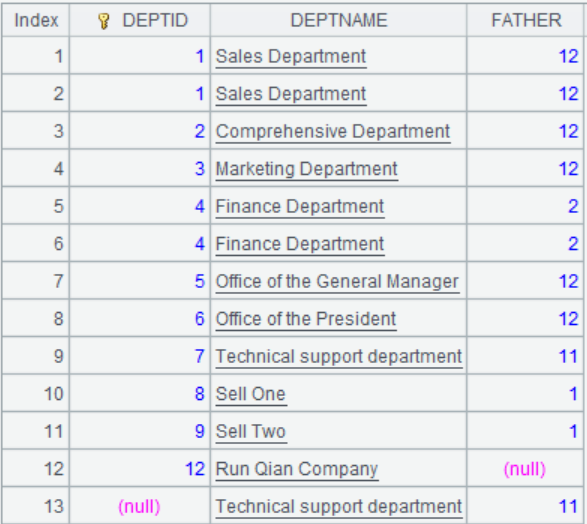 Index DEPTID DEPTNAME FATHER
1 1 Sales Department 12
2 1 Sales Department 12
3 2 Comprehensive Department 12
4 3 Marketing Department 12
5 4 Finance Department 2
6 4 Finance Department 2
7 5 Office of the General Manager 12
8 6 Office of the President 12
9 7 Technical support department 11
10 8 Sell One 1
11 9 Sell Two 1
12 12 Run Qian Company (null)
13 (null) Technical support department 11